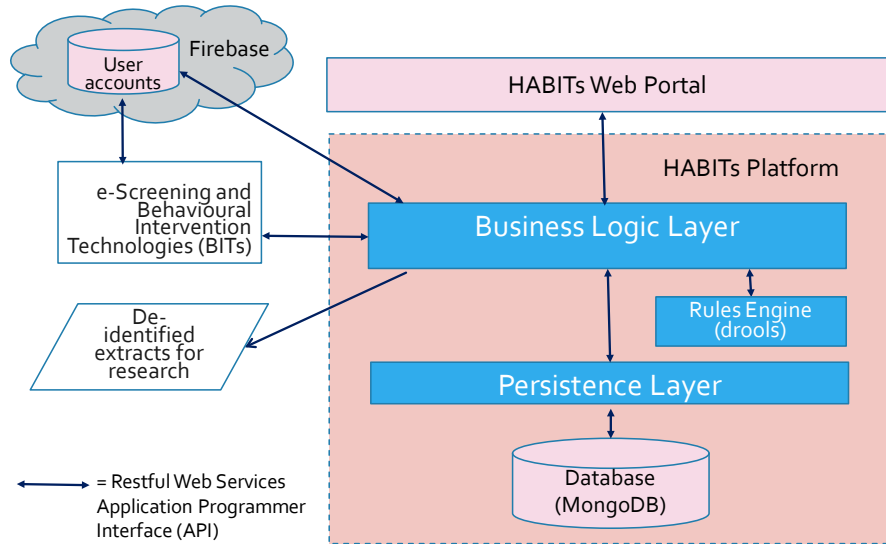 Firebase
User
accounts
HABITs Web Portal
HABITs Platform
e-Screening and
Behavioural
Intervention
Technologies (BITs)
Business Logic Layer
Rules Engine
(drools)
De-
identified
extracts for
research
Persistence Layer
Database
(MongoDB)
= Restful Web Services
Application Programmer
Interface (API)